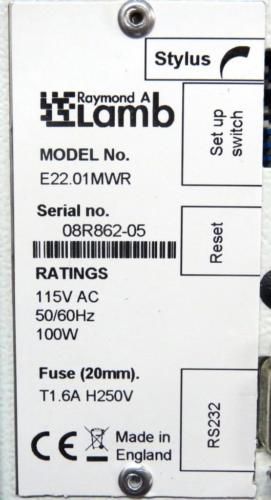 Stylus
Raymond A
Lamb
MODEL No.
E22.01MWR
Set up
switch
Serial no.
08R862-05
Reset
RATINGS
115V AC
50/60Hz
100W
Fuse (20mm).
T1.6A H250V
RS232
CE Made in
England